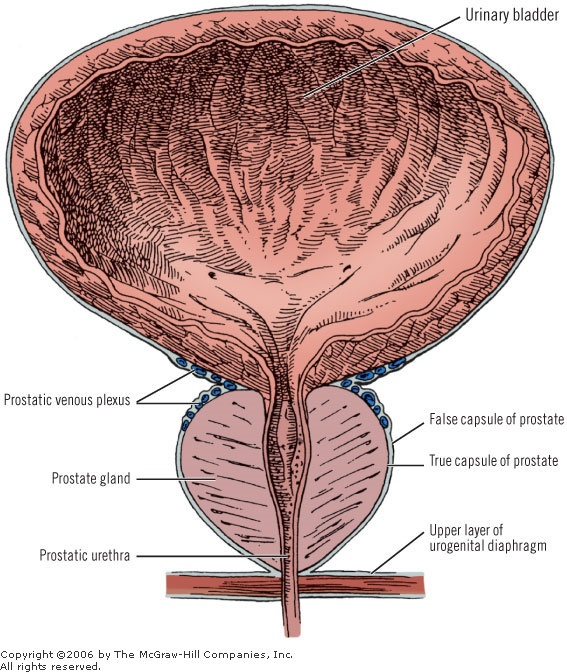 Urinary bladder
Prostatic venous plexus
False capsule of prostate
True capsule of prostate
Prostate gland
Upper layer of
urogenital diaphragm
Prostatic urethra
Copyright ©2006 by The McGraw-Hill Companies, Inc.
All rights reserved.